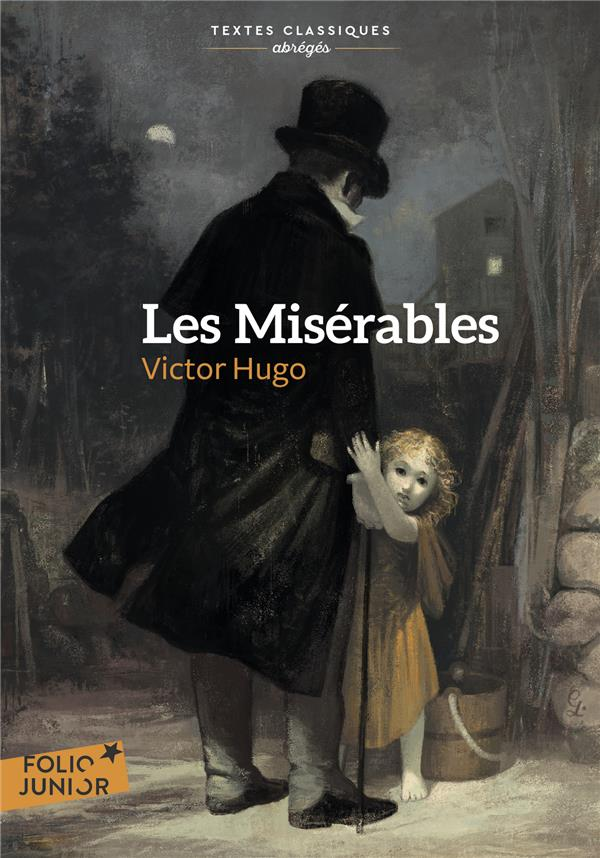 TEXTES CLASSIQUES
abrégés
Les Misérables
Victor Hugo
FOLIO
JUNIOR